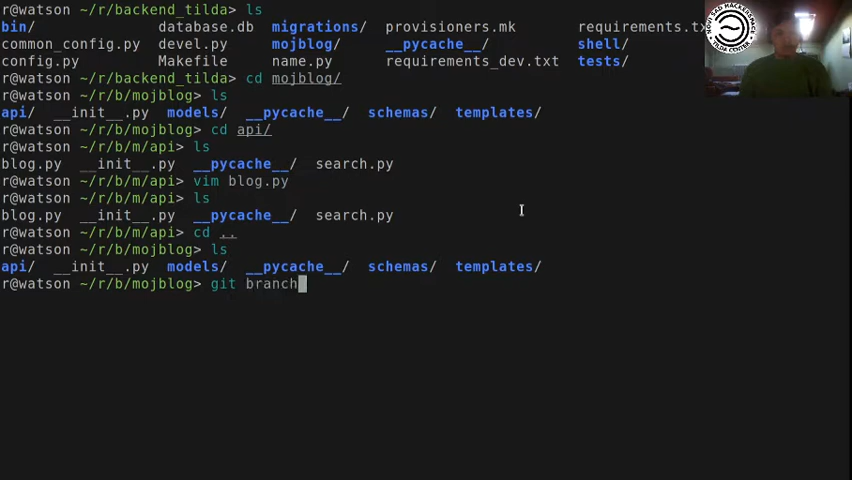 r@watson ~/r/backend_tilda> ls
bin/ database.db migrations/ provisioners.mk requirements.tx
common_config.py devel.py mojblog/ __pycache__/ shell/
config.py Makefile name.py requirements_dev.txt tests/
r@watson ~/r/backend_tilda> cd mojblog/
r@watson ~/r/b/mojblog> ls
api/ __init__.py models/ __pycache__/ schemas/ templates/
r@watson ~/r/b/mojblog> cd api/
r@watson ~/r/b/m/api> ls
blog.py __init__.py __pycache__/ search.py
r@watson ~/r/b/m/api> vim blog.py
r@watson ~/r/b/m/api> ls
blog.py __init__.py __pycache__/ search.py
r@watson ~/r/b/m/api> cd ..
r@watson ~/r/b/mojblog> ls
api/ __init__.py models/ __pycache__/ schemas/ templates/
r@watson ~/r/b/mojblog> git branch
TILDA CENTER